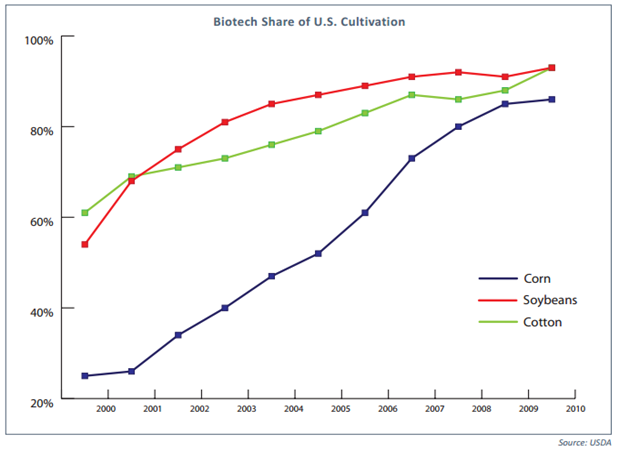 Biotech Share of U.S. Cultivation
100%
80%
60%
40%
20%
Corn
Soybeans
Cotton
2000 2001 2002 2003 2004 2005 2006 2007 2008 2009 2010
Source: USDA